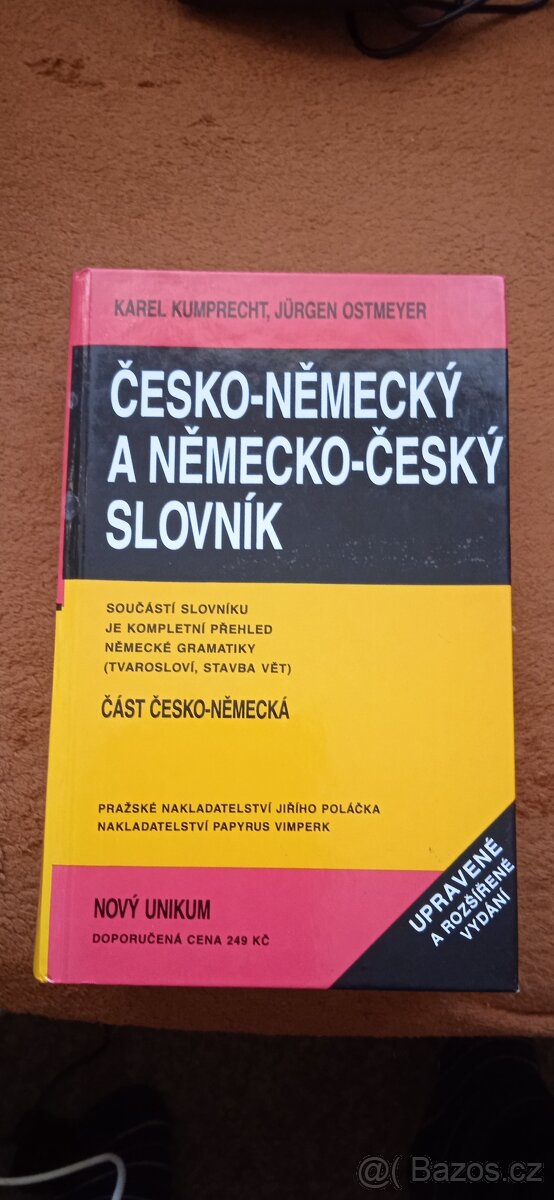 KAREL KUMPRECHT, JÜRGEN OSTMEYER
ČESKO-NĚMECKÝ
A NĚMECKO-ČESKÝ
SLOVNÍK
SOUČÁSTÍ SLOVNÍKU
JE KOMPLETNÍ PŘEHLED
NĚMECKÉ GRAMATIKY
(TVAROSLOVÍ, STAVBA VĚT)
ČÁST ČESKO-NĚMECKÁ
PRAŽSKÉ NAKLADATELSTVÍ JIŘÍHO POLÁČKA
NAKLADATELSTVÍ PAPYRUS VIMPERK
NOVÝ UNIKUM
DOPORUČENÁ CENA 249 KČ
UPRAVENÉ
A ROZŠÍŘENÉ
VYDÁNÍ
@ Bazos.cz